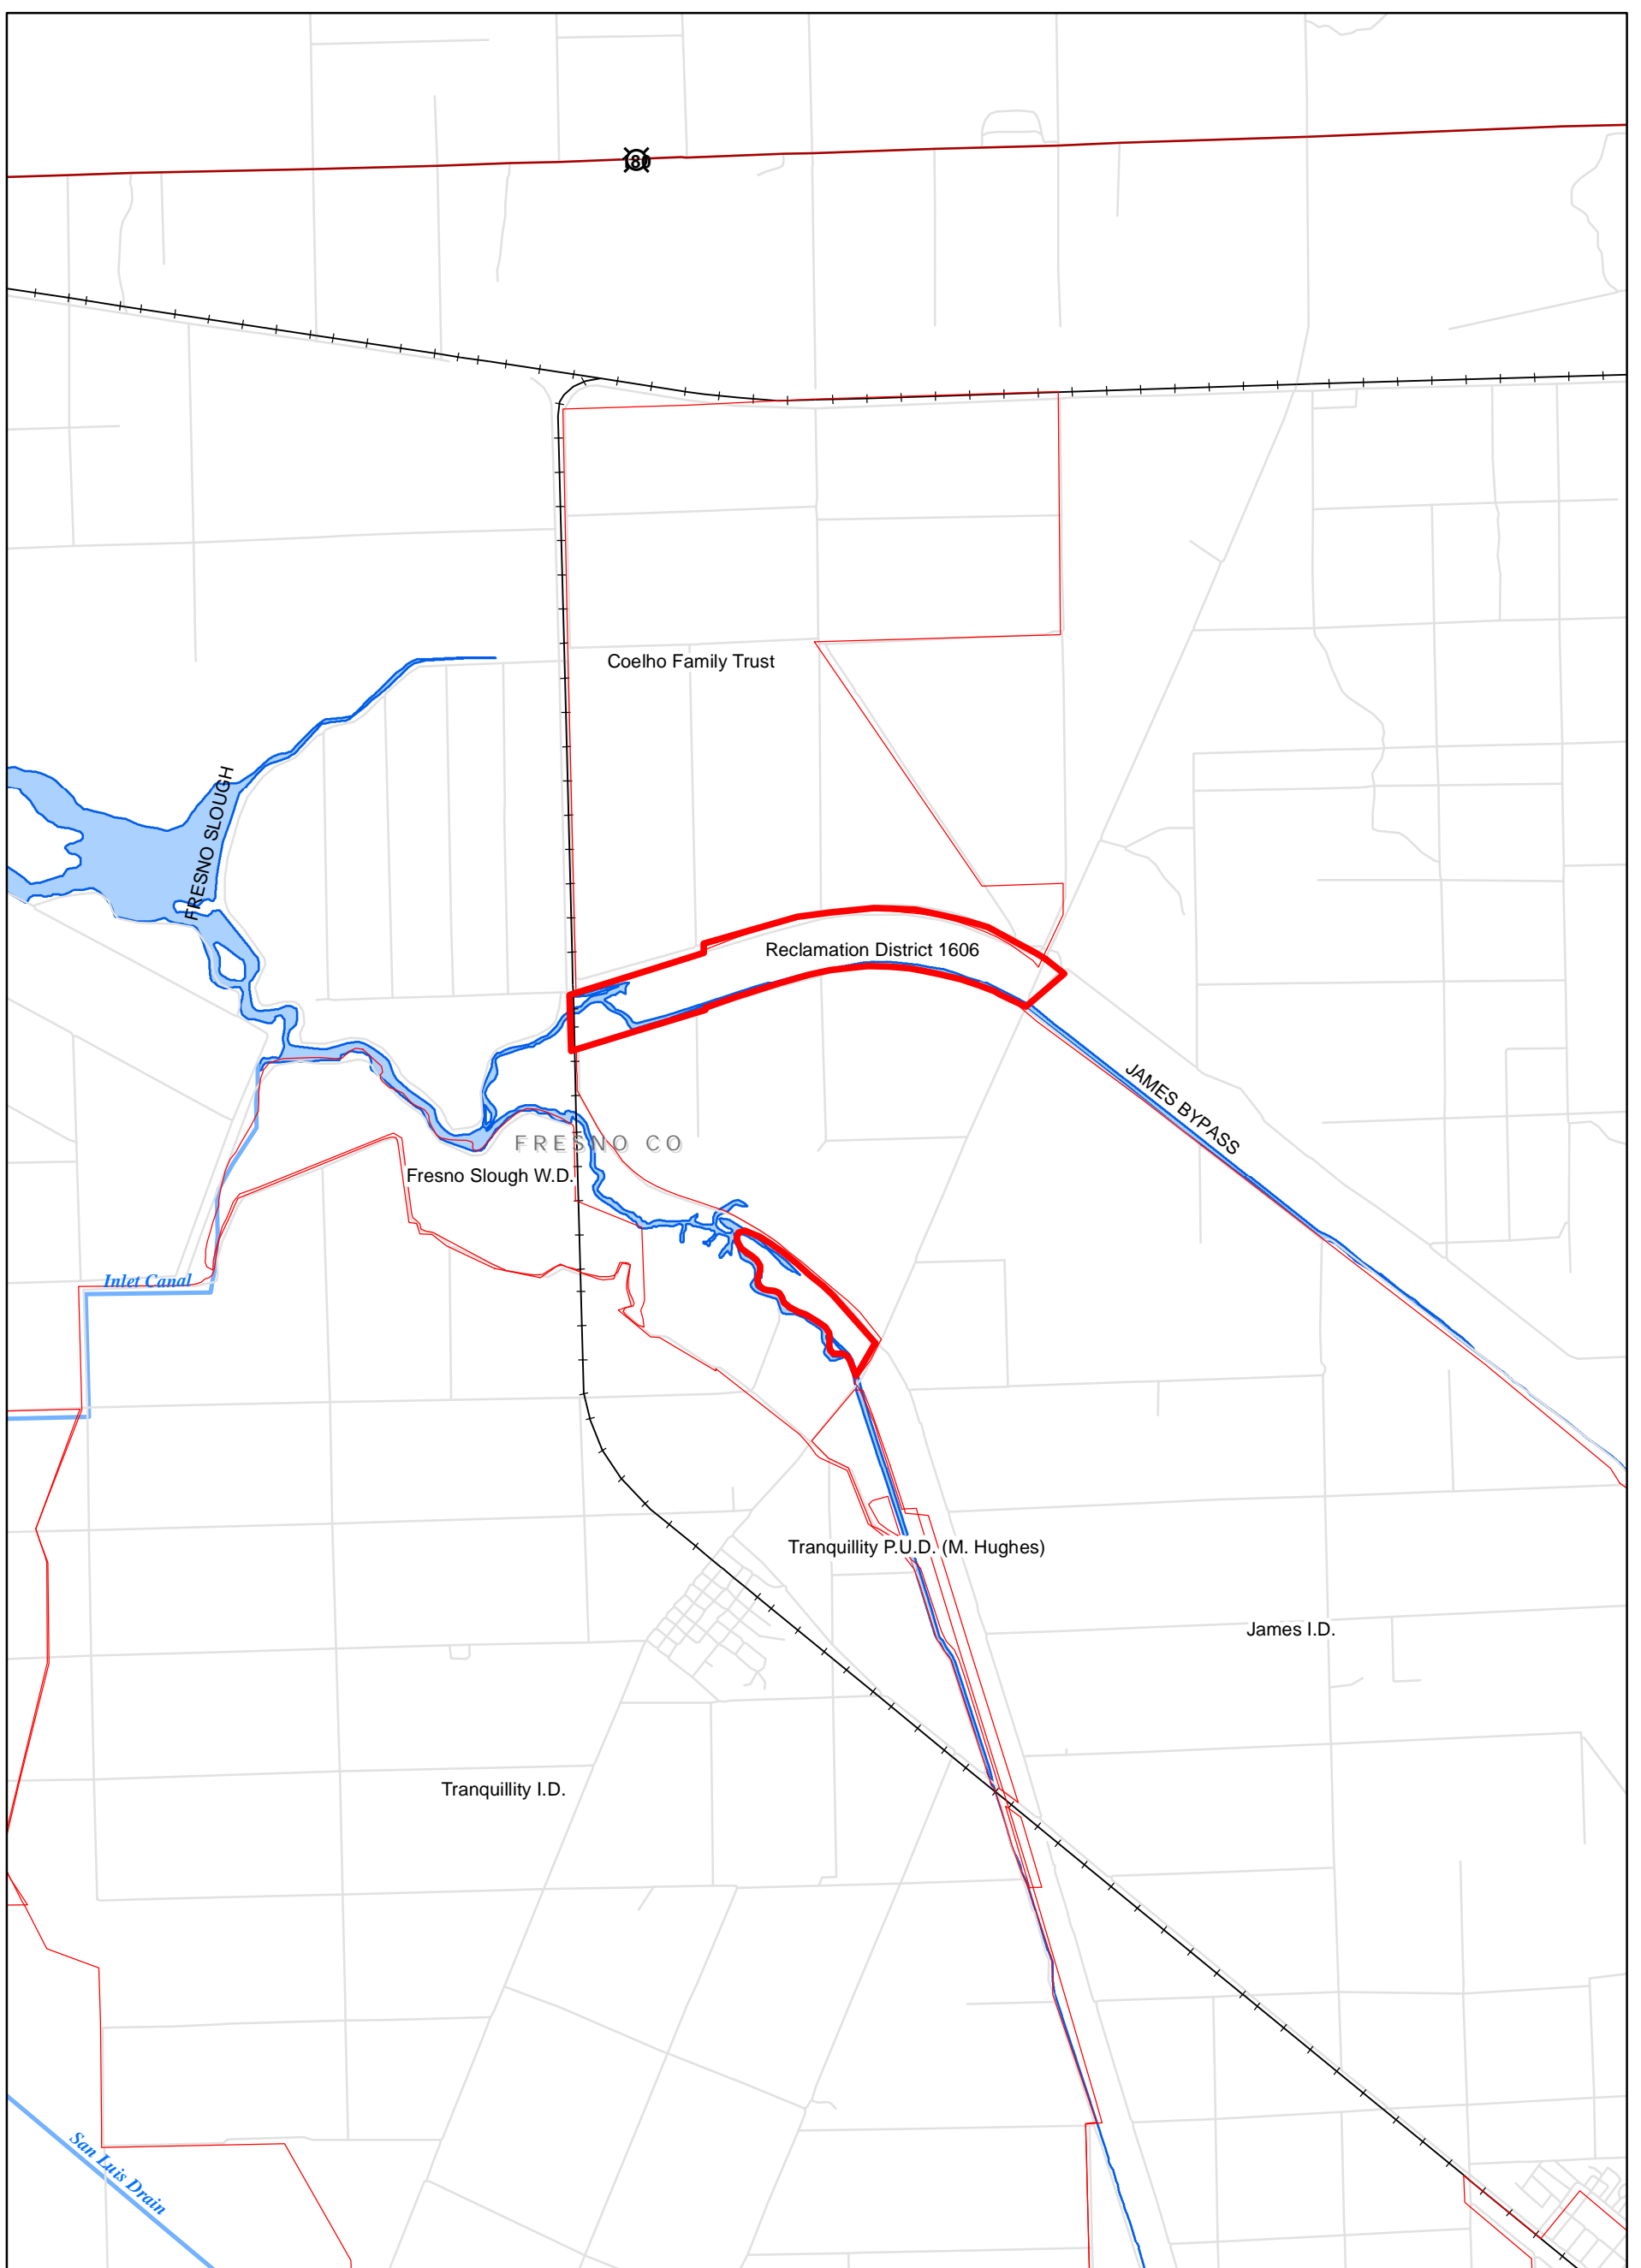 180
Coelho Family Trust
FRESNO SLOUGH
Reclamation District 1606
JAMES BYPASS
FRESNO CO
Fresno Slough W.D.
Inlet Canal
Tranquillity P.U.D. (M. Hughes)
James I.D.
Tranquillity I.D.
San Luis Drain